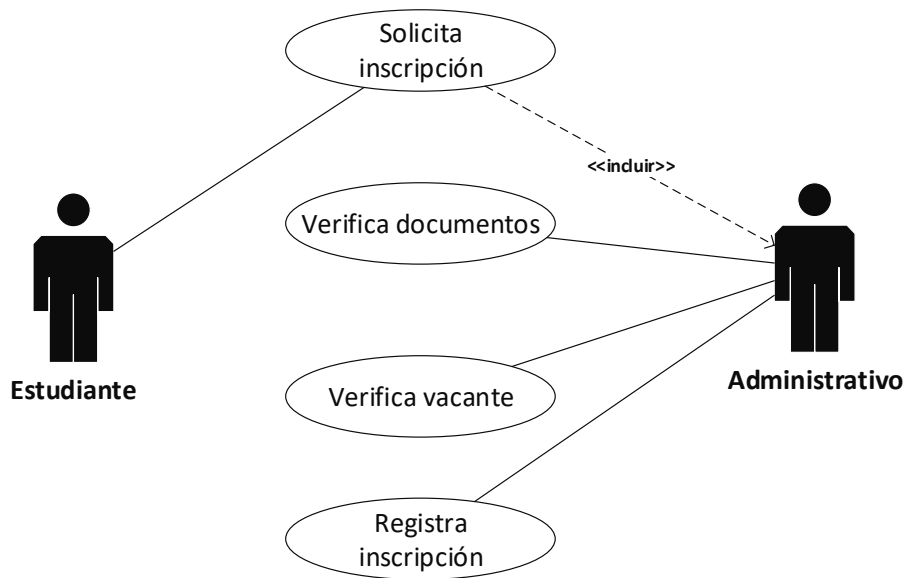 Solicita
inscripción
<<incluir>>
Verifica documentos
Estudiante
Administrativo
Verifica vacante
Registra
inscripción